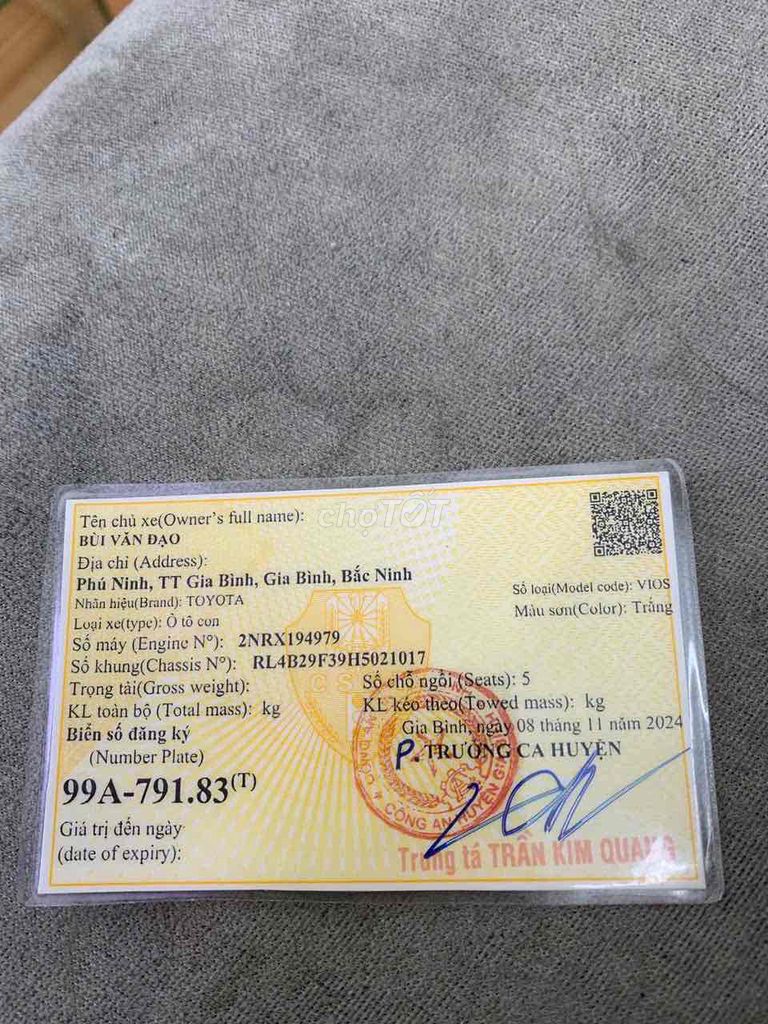 Tên chủ xe(Owner's full name):
BÙI VĂN ĐẠO
Địa chỉ (Address):
Phú Ninh, TT Gia Bình, Gia Bình, Bắc Ninh
Nhãn hiệu(Brand): TOYOTA
Số loại(Model code): VIOS
Loại xe(type): Ô tô con
Màu sơn(Color): Trắng
Số máy (Engine N°): 2NRX194979
Số khung(Chassis N°): RL4B29F39H5021017
Trọng tải(Gross weight):
Số chỗ ngồi (Seats): 5
KL toàn bộ (Total mass): kg
KL kéo theo(Towed mass): kg
Biển số đăng ký
(Number Plate)
Gia Bình, ngày 08 tháng 11 năm 2024
P. TRƯỞNG CA HUYỆN
99A-791.83(T)
Giá trị đến ngày
(date of expiry):
CÔNG AN HUYỆN
Trung tá TRẦN KIM QUANG
chợTỐT